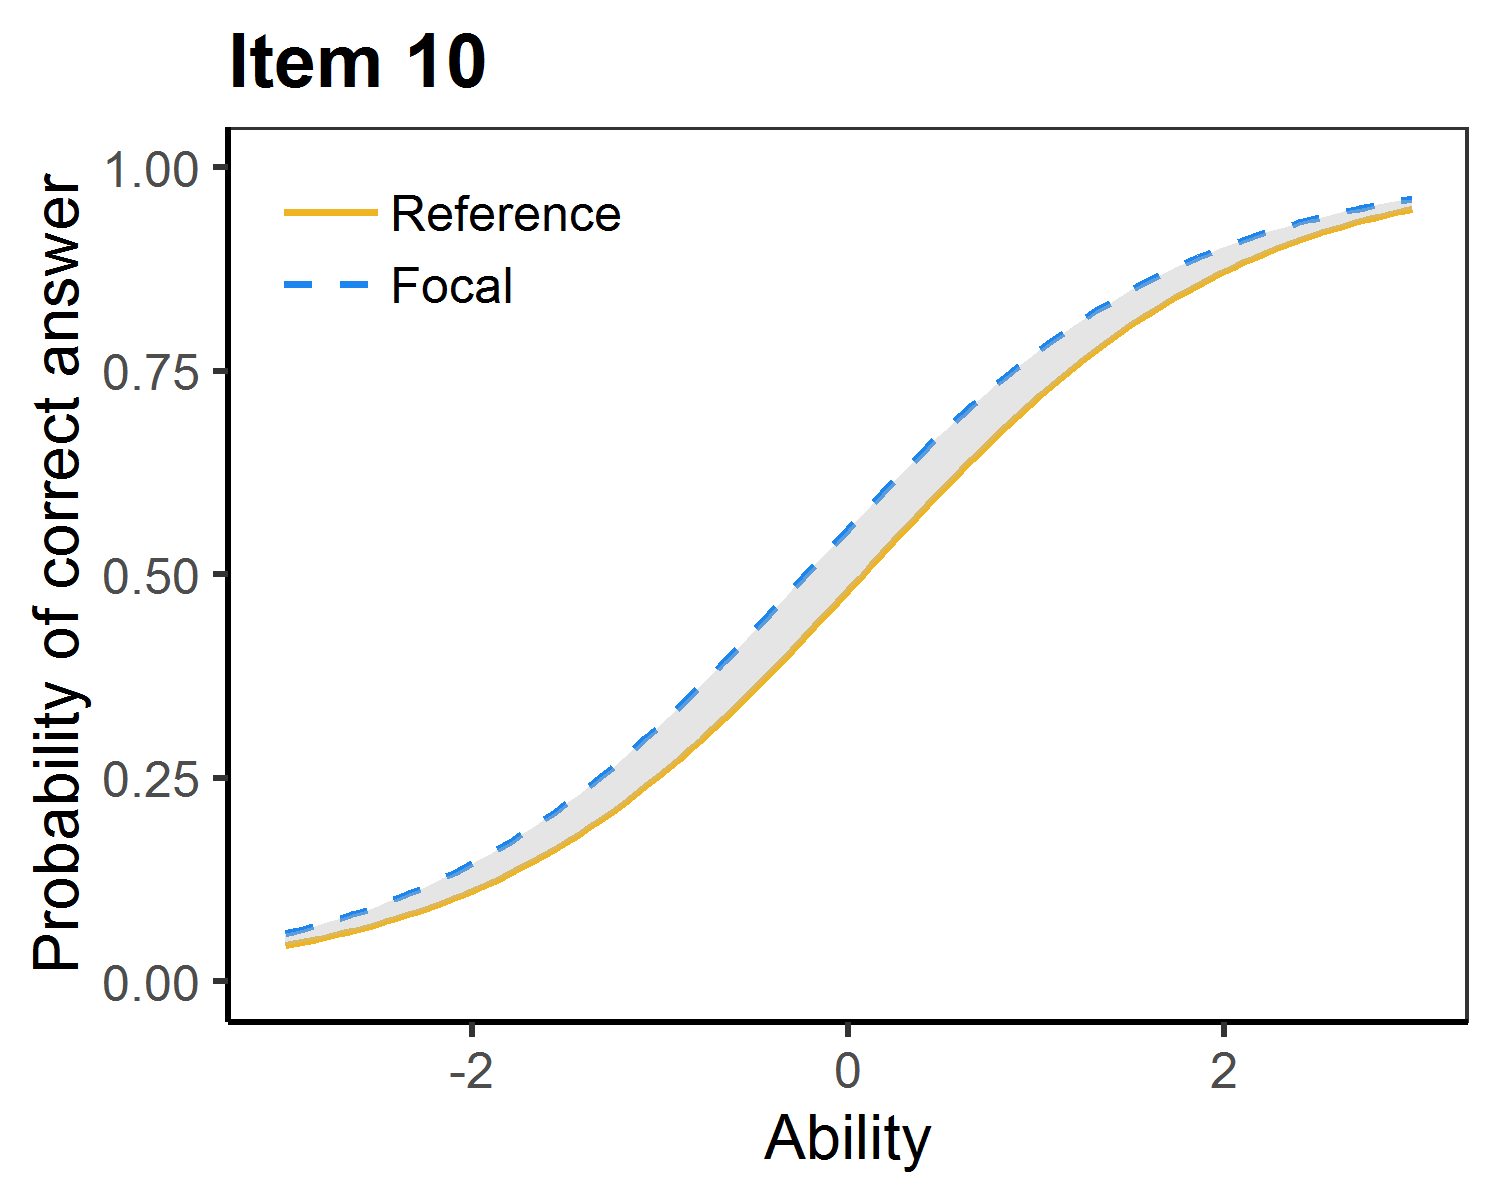 Item 10
Probability of correct answer
1.00
0.75
0.50
0.25
0.00
Reference
Focal
-2 0 2
Ability